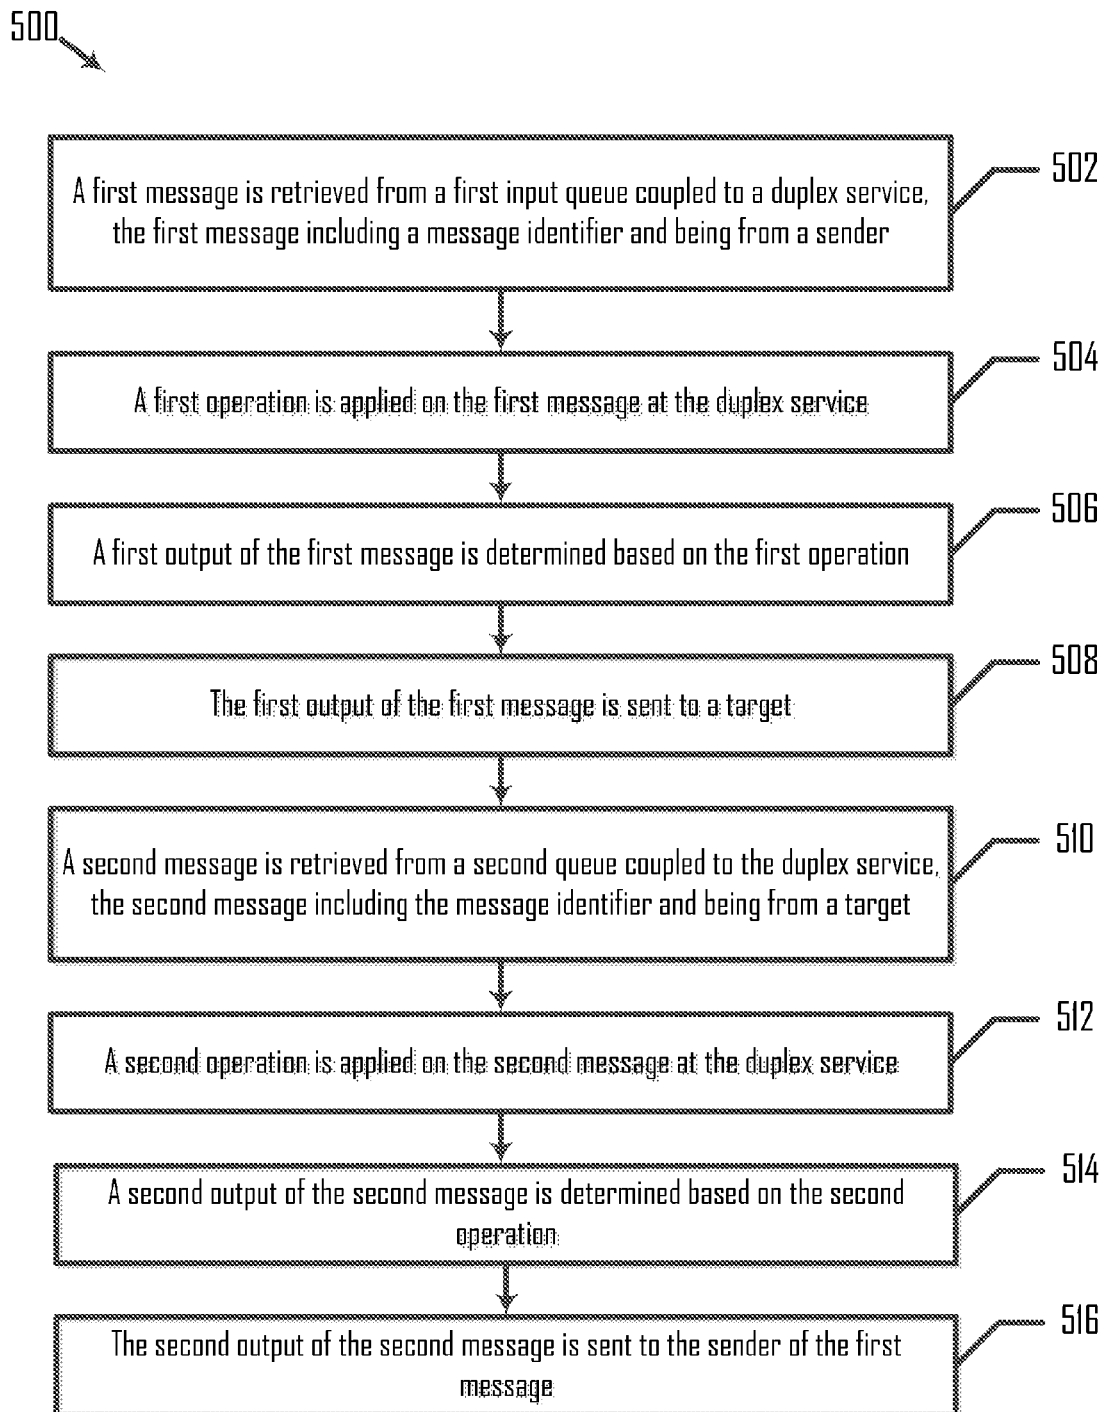 500
A first message is retrieved from a first input queue coupled to a duplex service,
the first message including a message identifier and being from a sender
502
A first operation is applied on the first message at the duplex service
504
A first output of the first message is determined based on the first operation
506
The first output of the first message is sent to a target
508
A second message is retrieved from a second queue coupled to the duplex service,
the second message including the message identifier and being from a target
510
A second operation is applied on the second message at the duplex service
512
A second output of the second message is determined based on the second
operation
514
The second output of the second message is sent to the sender of the first
message
516